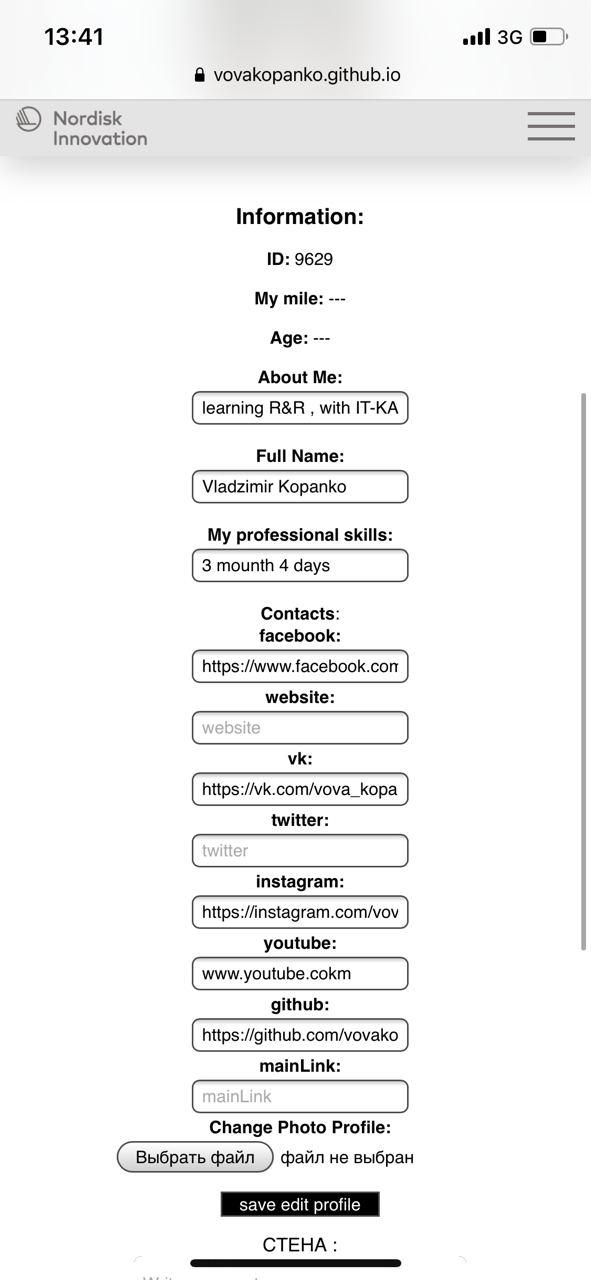 13:41
3G
vovakopanko.github.io
Nordisk
Innovation
Information:
ID: 9629
My mile: ---
Age: ---
About Me:
learning R&R , with IT-KA
Full Name:
Vladzimir Kopanko
My professional skills:
3 mounth 4 days
Contacts:
facebook:
https://www.facebook.com
website:
website
vk:
https://vk.com/vova_kopa
twitter:
twitter
instagram:
https://instagram.com/vov
youtube:
www.youtube.cokm
github:
https://github.com/vovako
mainLink:
mainLink
Change Photo Profile:
Выбрать файл файл не выбран
save edit profile
СТЕНА :